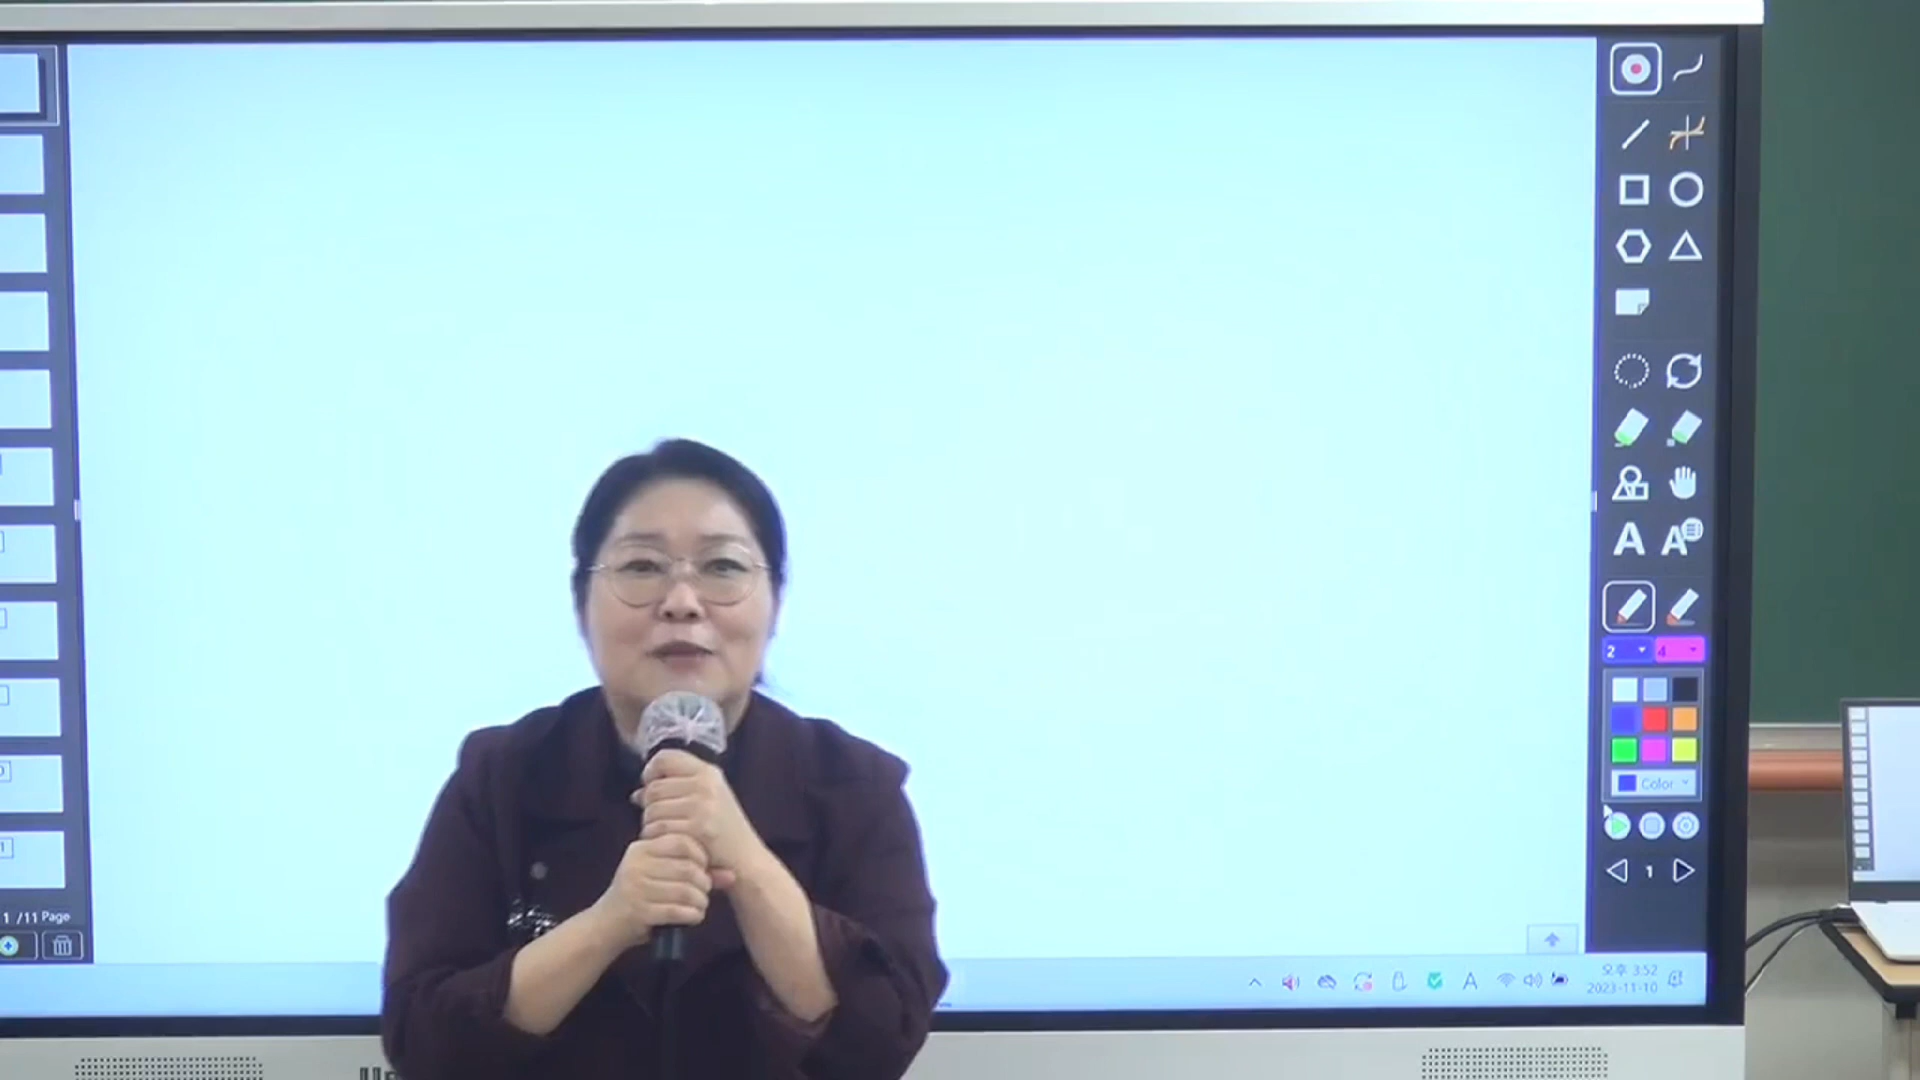 A A
2 4
Color
1
1 /11 Page
A 오후 3:52
2023-11-10